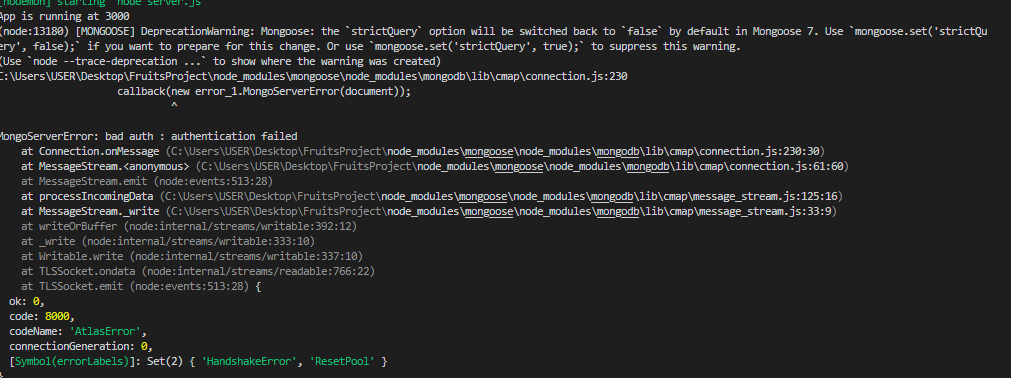 [nodemon] starting `node server.js`
App is running at 3000
(node:13180) [MONGOOSE] DeprecationWarning: Mongoose: the `strictQuery` option will be switched back to `false` by default in Mongoose 7. Use `mongoose.set('strictQu
ery', false);` if you want to prepare for this change. Or use `mongoose.set('strictQuery', true);` to suppress this warning.
(Use `node --trace-deprecation ...` to show where the warning was created)
C:\Users\USER\Desktop\FruitsProject\node_modules\mongoose\node_modules\mongodb\lib\cmap\connection.js:230
callback(new error_1.MongoServerError(document));
^
MongoServerError: bad auth : authentication failed
at Connection.onMessage (C:\Users\USER\Desktop\FruitsProject\node_modules\mongoose\node_modules\mongodb\lib\cmap\connection.js:230:30)
at MessageStream.<anonymous> (C:\Users\USER\Desktop\FruitsProject\node_modules\mongoose\node_modules\mongodb\lib\cmap\connection.js:61:60)
at MessageStream.emit (node:events:513:28)
at processIncomingData (C:\Users\USER\Desktop\FruitsProject\node_modules\mongoose\node_modules\mongodb\lib\cmap\message_stream.js:125:16)
at MessageStream._write (C:\Users\USER\Desktop\FruitsProject\node_modules\mongoose\node_modules\mongodb\lib\cmap\message_stream.js:33:9)
at writeOrBuffer (node:internal/streams/writable:392:12)
at _write (node:internal/streams/writable:333:10)
at Writable.write (node:internal/streams/writable:337:10)
at TLSSocket.ondata (node:internal/streams/readable:766:22)
at TLSSocket.emit (node:events:513:28) {
ok: 0,
code: 8000,
codeName: 'AtlasError',
connectionGeneration: 0,
[Symbol(errorLabels)]: Set(2) { 'HandshakeError', 'ResetPool' }
}